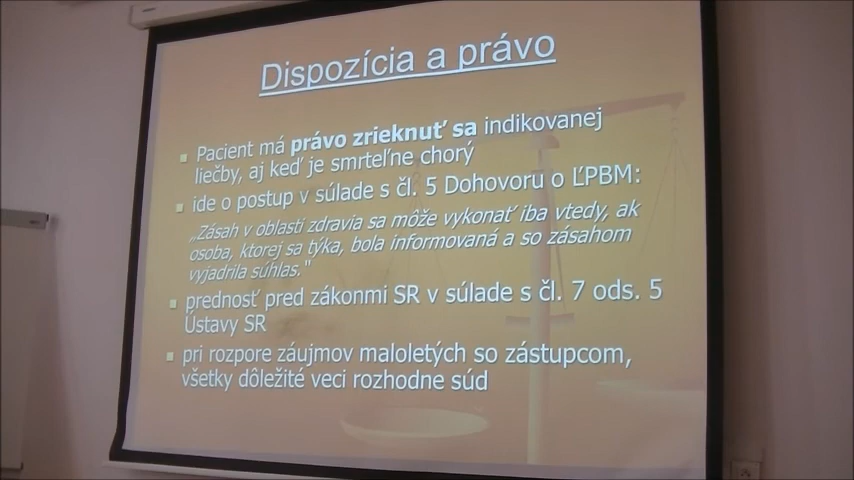 Dispozícia a právo
Pacient má právo zrieknuť sa indikovanej
liečby, aj keď je smrteľne chorý
ide o postup v súlade s čl. 5 Dohovoru o ĽPBM:
„Zásah v oblasti zdravia sa môže vykonať iba vtedy, ak
osoba, ktorej sa týka, bola informovaná a so zásahom
vyjadrila súhlas."
prednosť pred zákonmi SR v súlade s čl. 7 ods. 5
Ústavy SR
pri rozpore záujmov maloletých so zástupcom,
všetky dôležité veci rozhodne súd